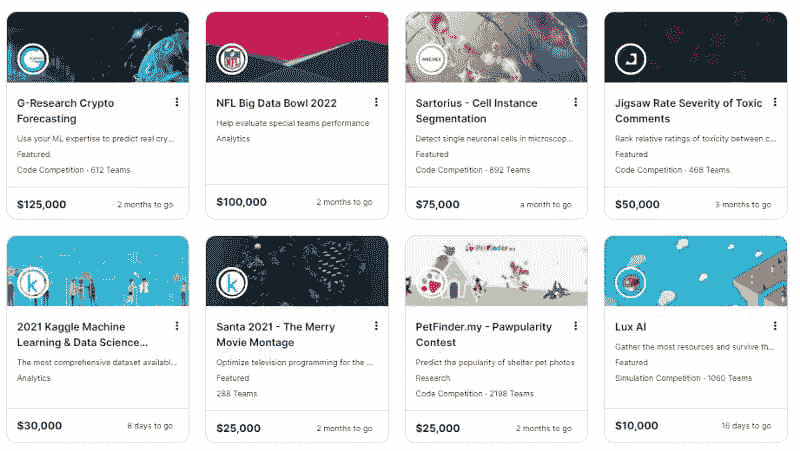 G-Research Crypto
Forecasting
Use your ML expertise to predict real cry...
Featured
Code Competition · 612 Teams
$125,000
2 months to go
NFL Big Data Bowl 2022
Help evaluate special teams performance
Analytics
$100,000
2 months to go
Sartorius - Cell Instance
Segmentation
Detect single neuronal cells in microscop...
Featured
Code Competition · 892 Teams
$75,000
a month to go
Jigsaw Rate Severity of Toxic
Comments
Rank relative ratings of toxicity between c...
Featured
Code Competition · 468 Teams
$50,000
3 months to go
2021 Kaggle Machine
Learning & Data Science...
The most comprehensive dataset availabl...
Analytics
$30,000
8 days to go
Santa 2021 - The Merry
Movie Montage
Optimize television programming for the ...
Featured
288 Teams
$25,000
2 months to go
PetFinder.my
PetFinder.my - Pawpularity
Contest
Predict the popularity of shelter pet photos
Research
Code Competition · 2198 Teams
$25,000
2 months to go
Lux AI
Gather the most resources and survive th...
Featured
Simulation Competition · 1060 Teams
$10,000
16 days to go